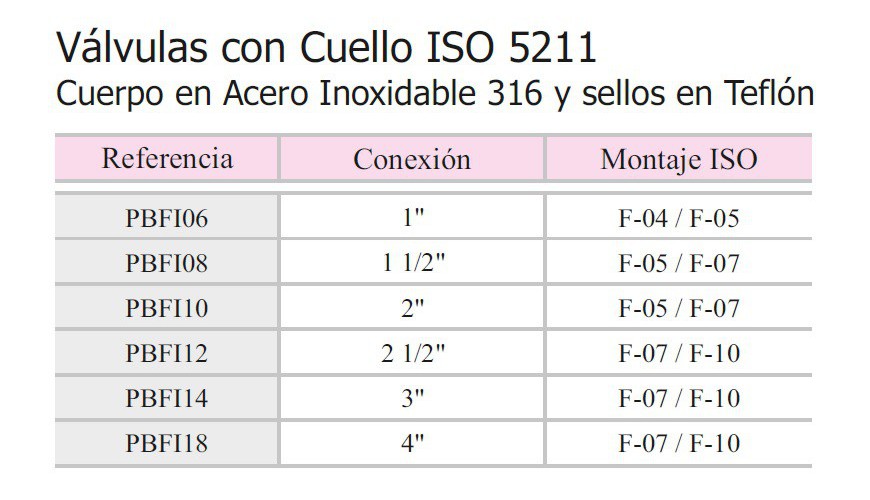 Válvulas con Cuello ISO 5211
Cuerpo en Acero Inoxidable 316 y sellos en Teflón
Referencia Conexión Montaje ISO
PBFI06 1" F-04 / F-05
PBFI08 1 1/2" F-05 / F-07
PBFI10 2" F-05 / F-07
PBFI12 2 1/2" F-07 / F-10
PBFI14 3" F-07 / F-10
PBFI18 4" F-07 / F-10